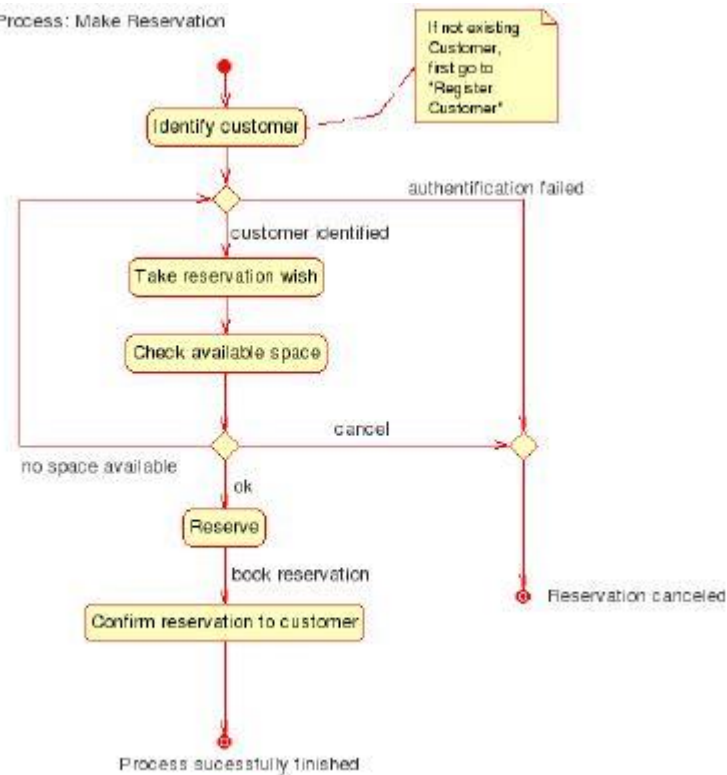 Process: Make Reservation
If not existing
Customer,
first go to
"Register
Customer"
Identify customer
authentification failed
customer identified
Take reservation wish
Check available space
cancel
no space available
ok
Reserve
book reservation
Reservation canceled
Confirm reservation to customer
Process sucessfully finished